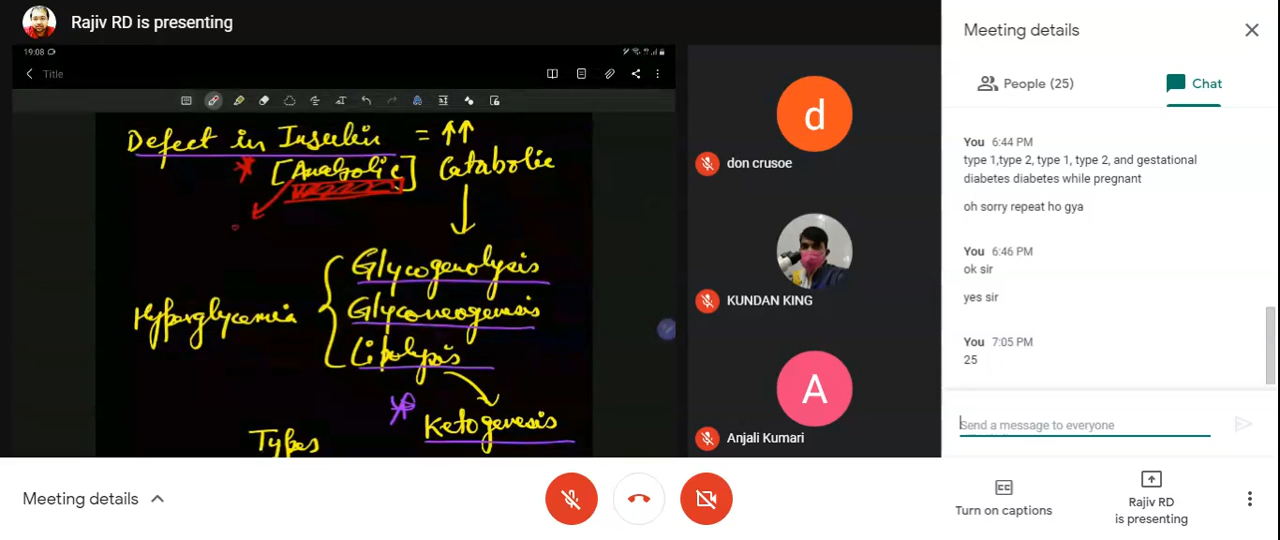 Rajiv RD is presenting
19:08
Title
Defect in Insulin = ↑↑
[Anabolic] Catabolic
Glycogenolysis
Hyperglycemia { Glyconeogenesis
Lipolysis
Ketogenesis
Types
don crusoe
KUNDAN KING
A
Anjali Kumari
d
Meeting details
People (25)
Chat
You 6:44 PM
type 1,type 2, type 1, type 2, and gestational
diabetes diabetes while pregnant
oh sorry repeat ho gya
You 6:46 PM
ok sir
yes sir
You 7:05 PM
25
Send a message to everyone
Meeting details
Turn on captions
Rajiv RD
is presenting